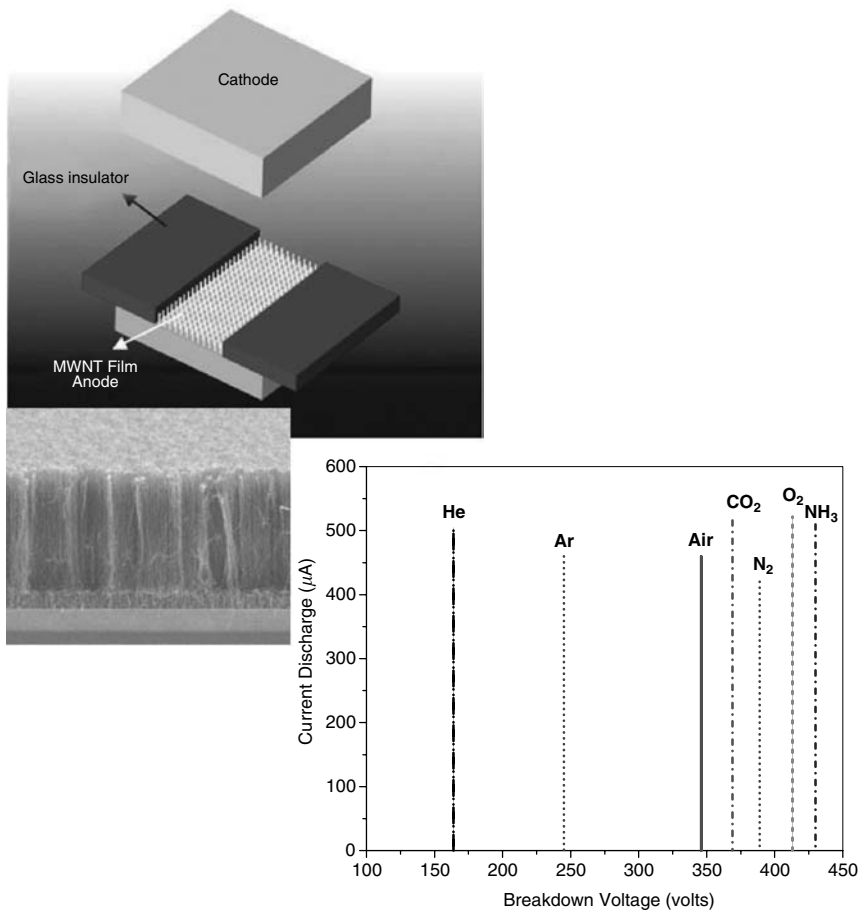 Cathode
Glass insulator
MWNT Film
Anode
600
500
400
300
200
100
0
Current Discharge (μA)
He
Ar
Air
CO₂
N₂
O₂
NH₃
100
150
200
250
300
350
400
450
Breakdown Voltage (volts)